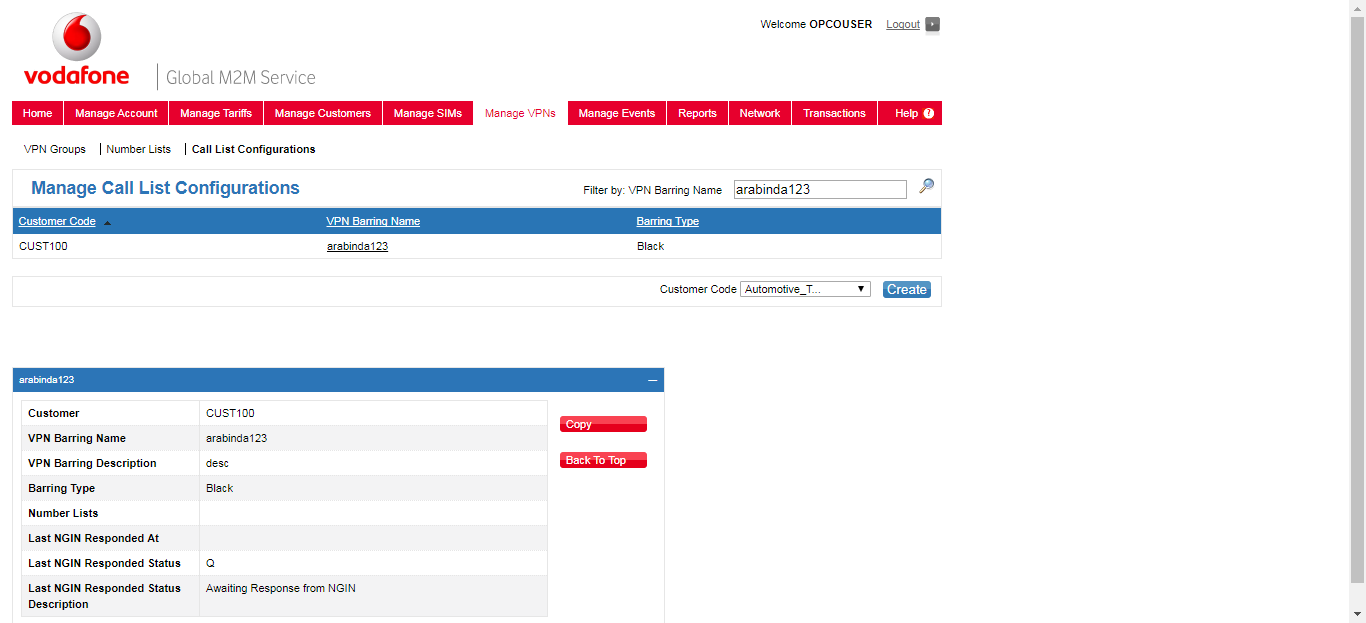 Welcome OPCOUSER Logout
vodafone Global M2M Service
Home Manage Account Manage Tariffs Manage Customers Manage SIMs Manage VPNs Manage Events Reports Network Transactions Help ?
VPN Groups Number Lists Call List Configurations
Manage Call List Configurations Filter by: VPN Barring Name arabinda123
Customer Code VPN Barring Name Barring Type
CUST100 arabinda123 Black
Customer Code Automotive_T... Create
arabinda123
Customer CUST100
Copy
VPN Barring Name arabinda123
VPN Barring Description desc
Back To Top
Barring Type Black
Number Lists
Last NGIN Responded At
Last NGIN Responded Status Q
Last NGIN Responded Status Awaiting Response from NGIN
Description